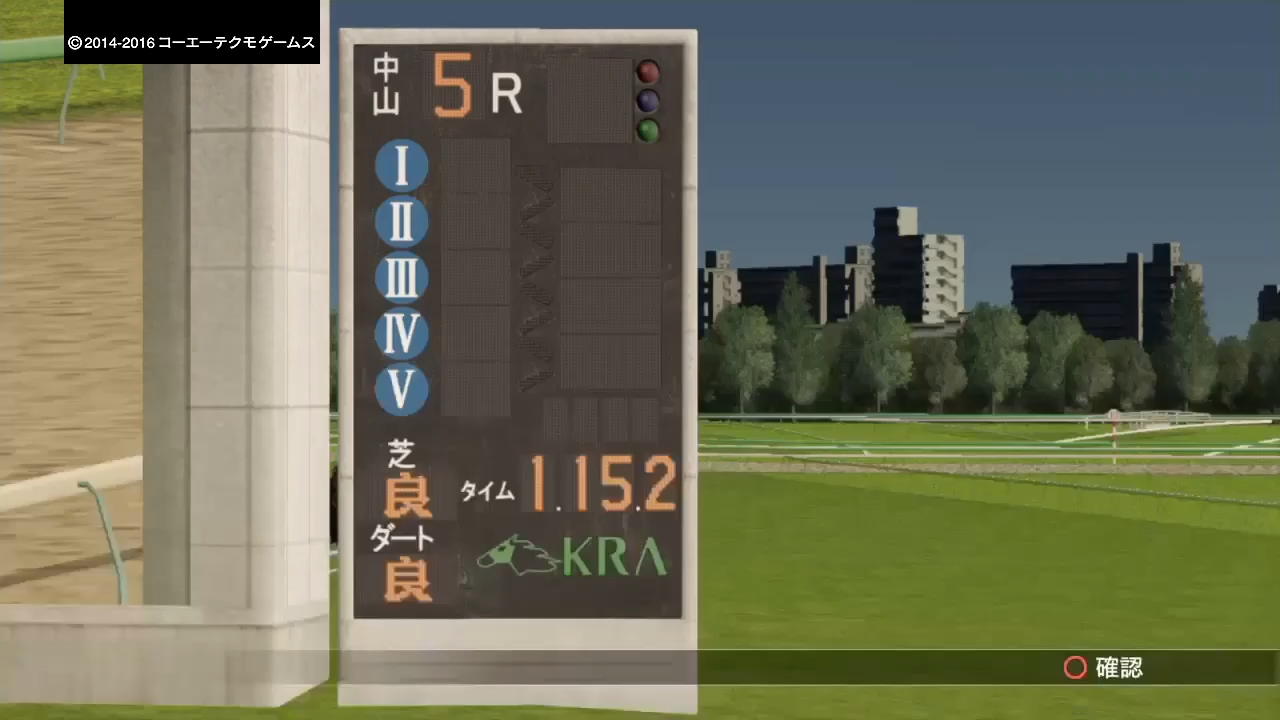 ©2014-2016 コーエーテクモゲームス
中山 5 R
I
II
III
IV
V
芝
良 タイム 1.15.2
ダート
良 KRA
確認